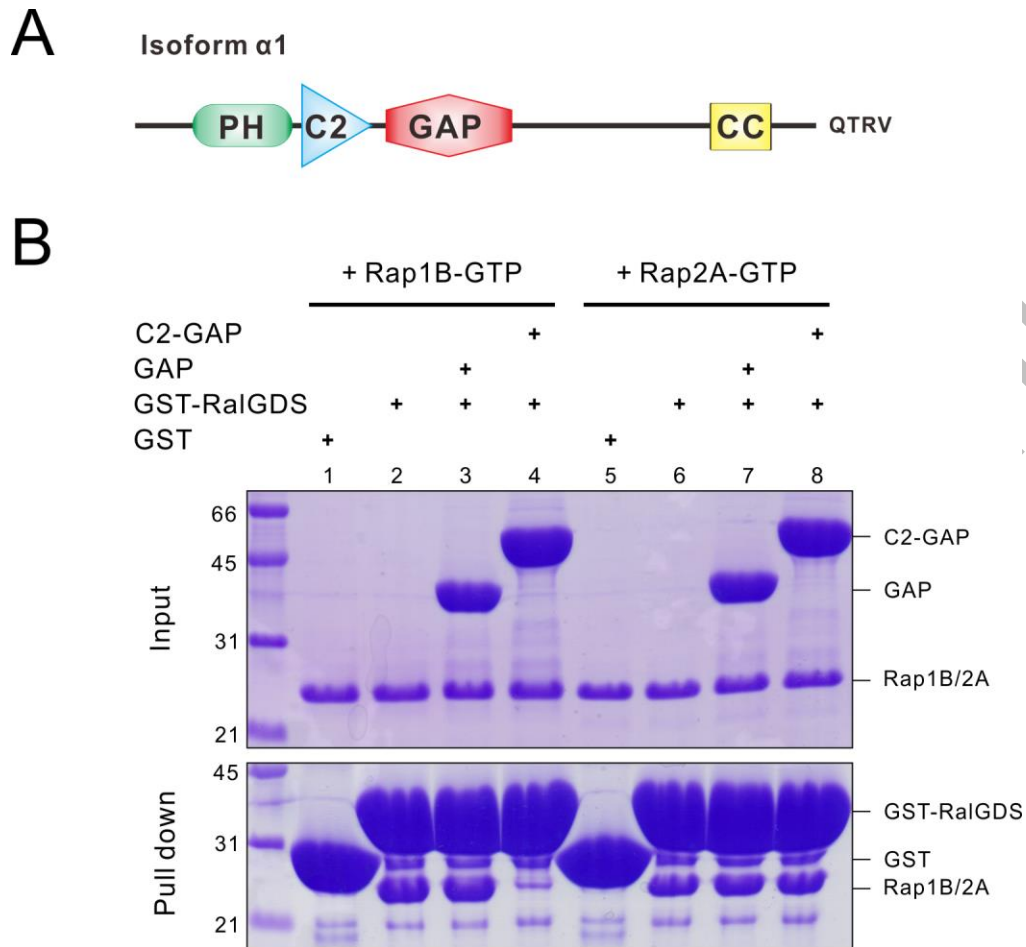 A
Isoform α1
PH C2 GAP CC QTRV
B
+ Rap1B-GTP + Rap2A-GTP
C2-GAP + +
GAP + +
GST-RalGDS + + + + + +
GST + +
1 2 3 4 5 6 7 8
Input
66
45
31
21
C2-GAP
GAP
Rap1B/2A
Pull down
45
31
21
GST-RalGDS
GST
Rap1B/2A